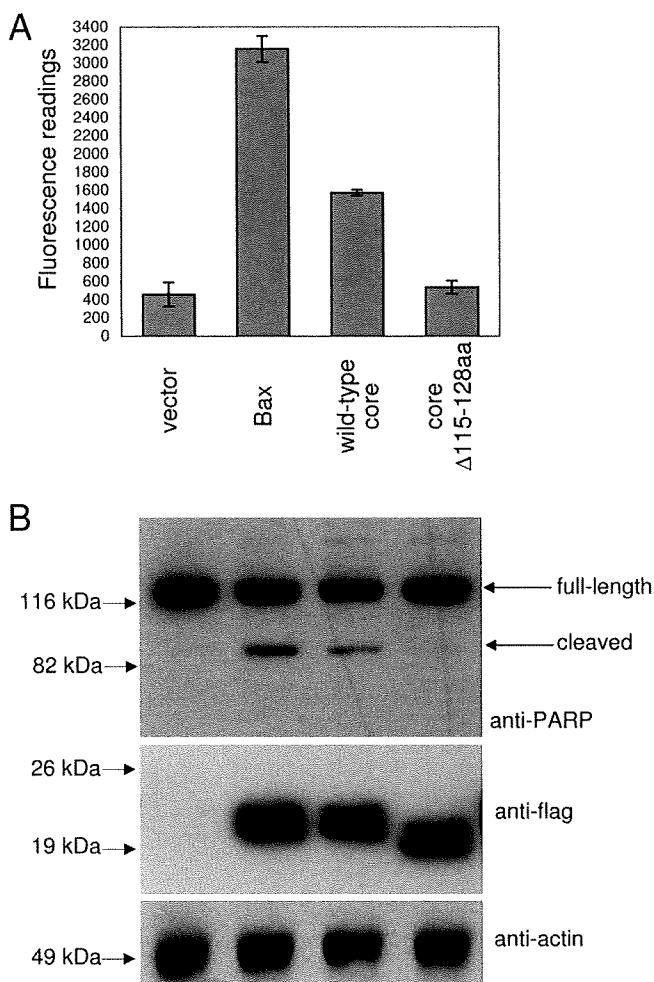 A
Fluorescence readings
3400
3200
3000
2800
2600
2400
2200
2000
1800
1600
1400
1200
1000
800
600
400
200
0
vector
Bax
wild-type
core
core
Δ115-128aa
B
116 kDa
82 kDa
full-length
cleaved
anti-PARP
26 kDa
19 kDa
anti-flag
49 kDa
anti-actin